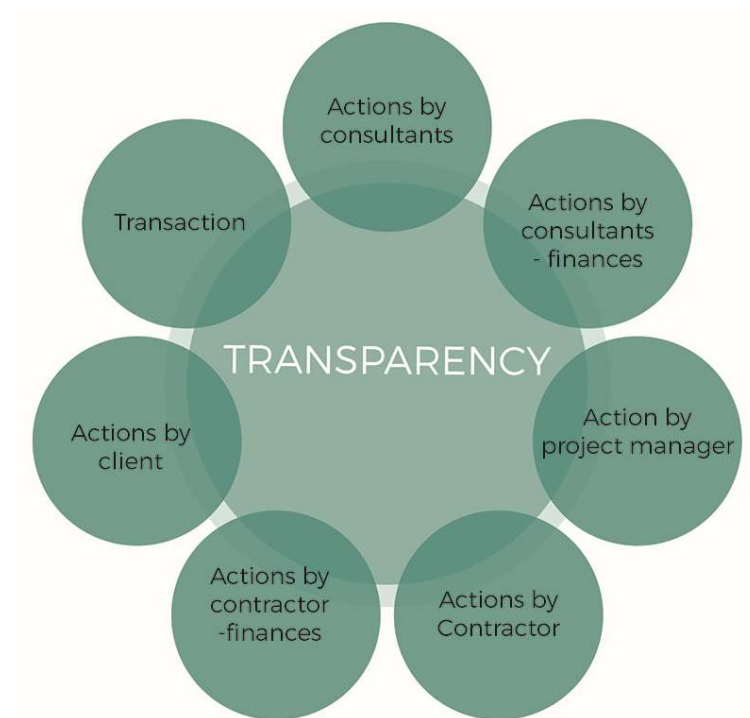 Actions by
consultants
Transaction
Actions by
consultants
- finances
TRANSPARENCY
Actions by
client
Action by
project manager
Actions by
contractor
-finances
Actions by
Contractor